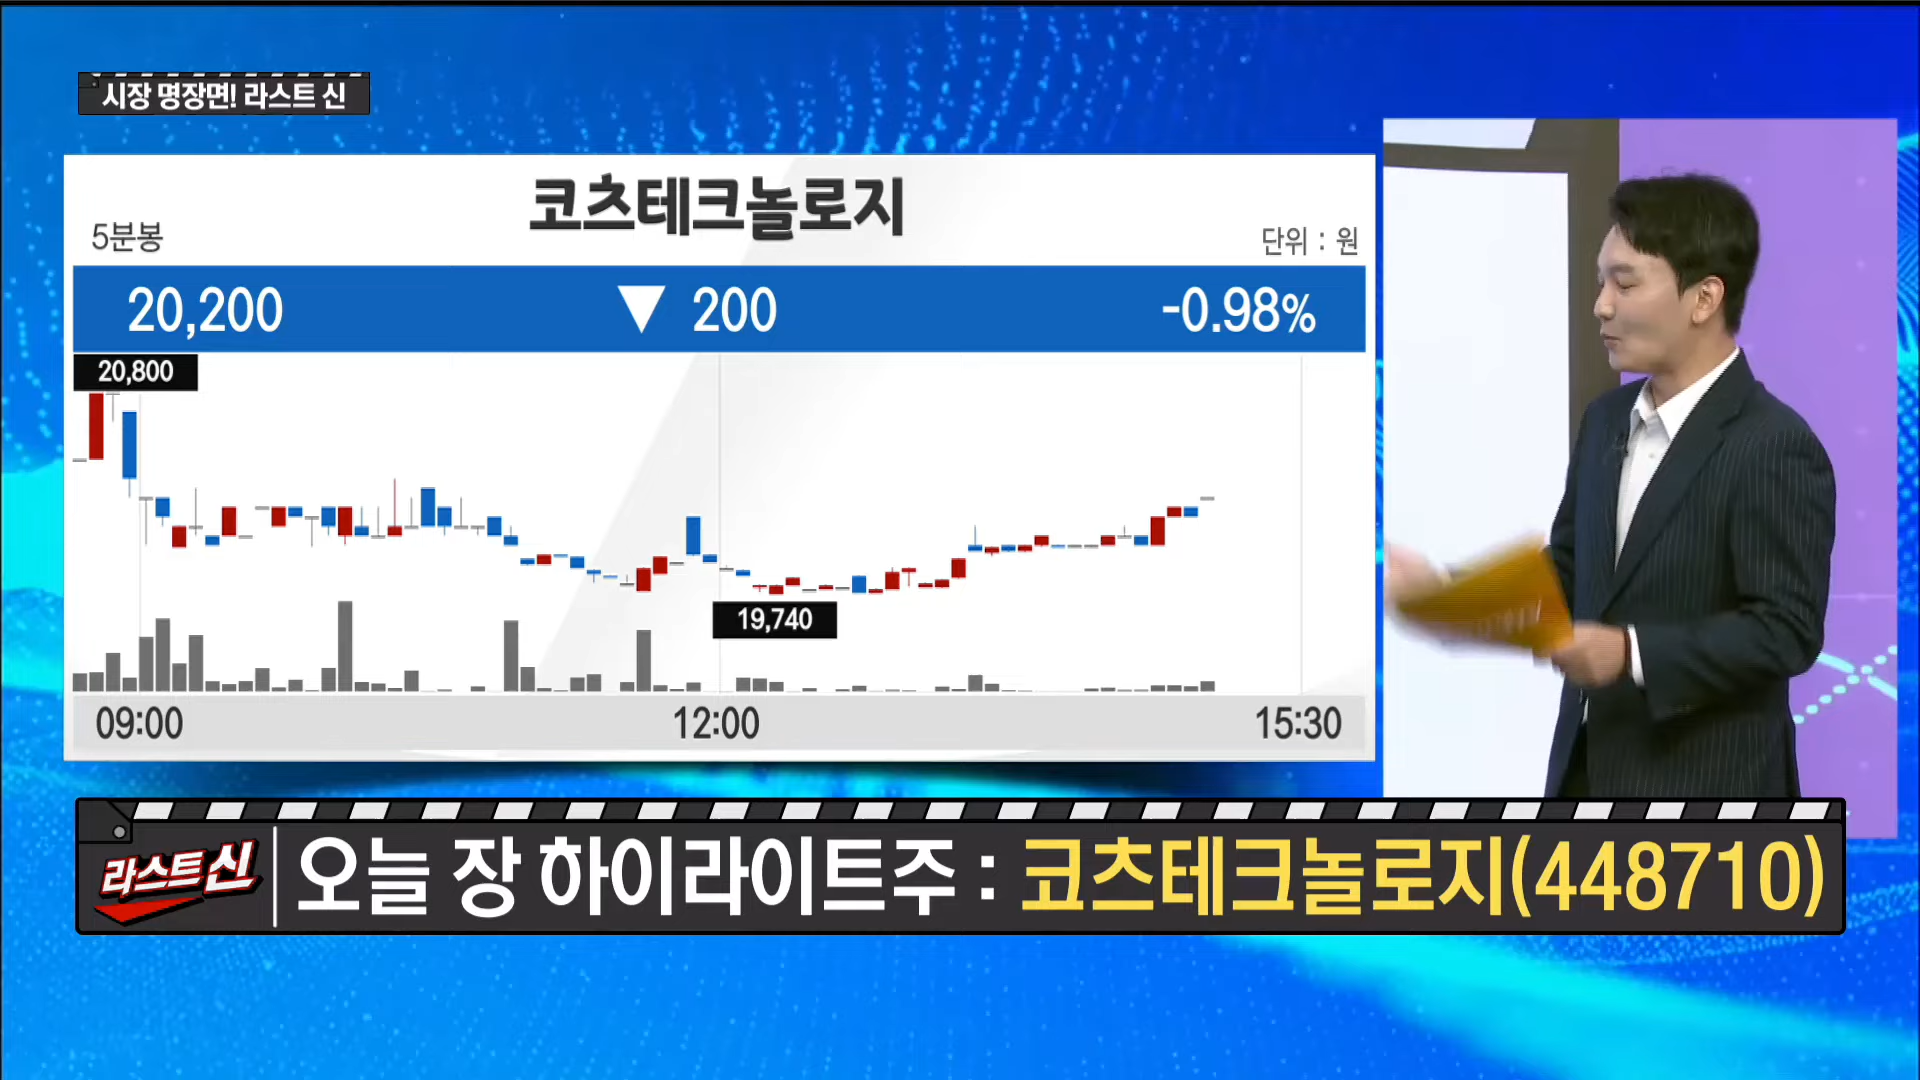 시장 명장면! 라스트 신
코츠테크놀로지
5분봉
단위 : 원
20,200 ▼ 200 -0.98%
20,800
19,740
09:00 12:00 15:30
라스트신
오늘 장 하이라이트주 : 코츠테크놀로지(448710)